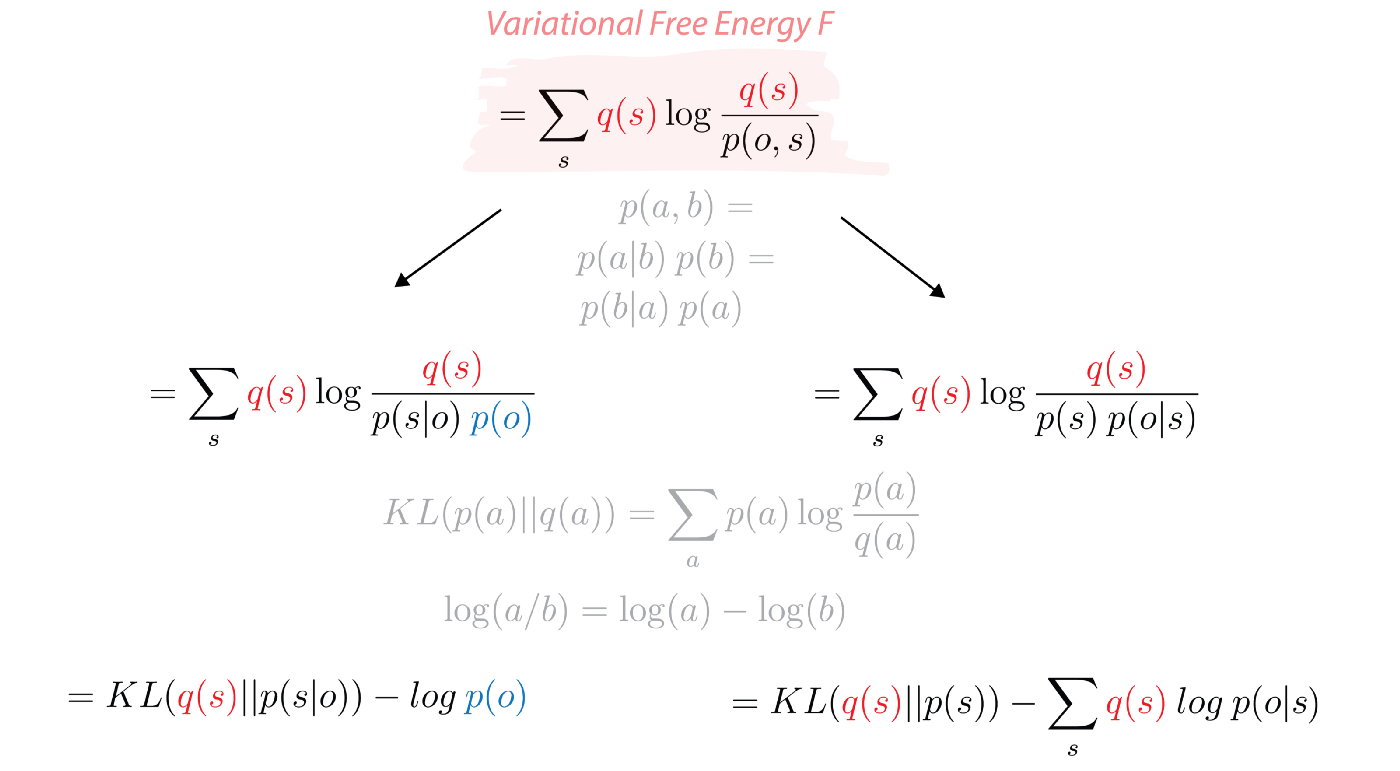 Variational Free Energy F
= ∑_s q(s) log q(s)/p(o, s)
p(a, b) =
p(a|b) p(b) =
p(b|a) p(a)
= ∑_s q(s) log q(s)/(p(s|o) p(o))
= ∑_s q(s) log q(s)/(p(s) p(o|s))
KL(p(a)||q(a)) = ∑_a p(a) log p(a)/q(a)
log(a/b) = log(a) − log(b)
= KL(q(s)||p(s|o)) − log p(o)
= KL(q(s)||p(s)) − ∑_s q(s) log p(o|s)